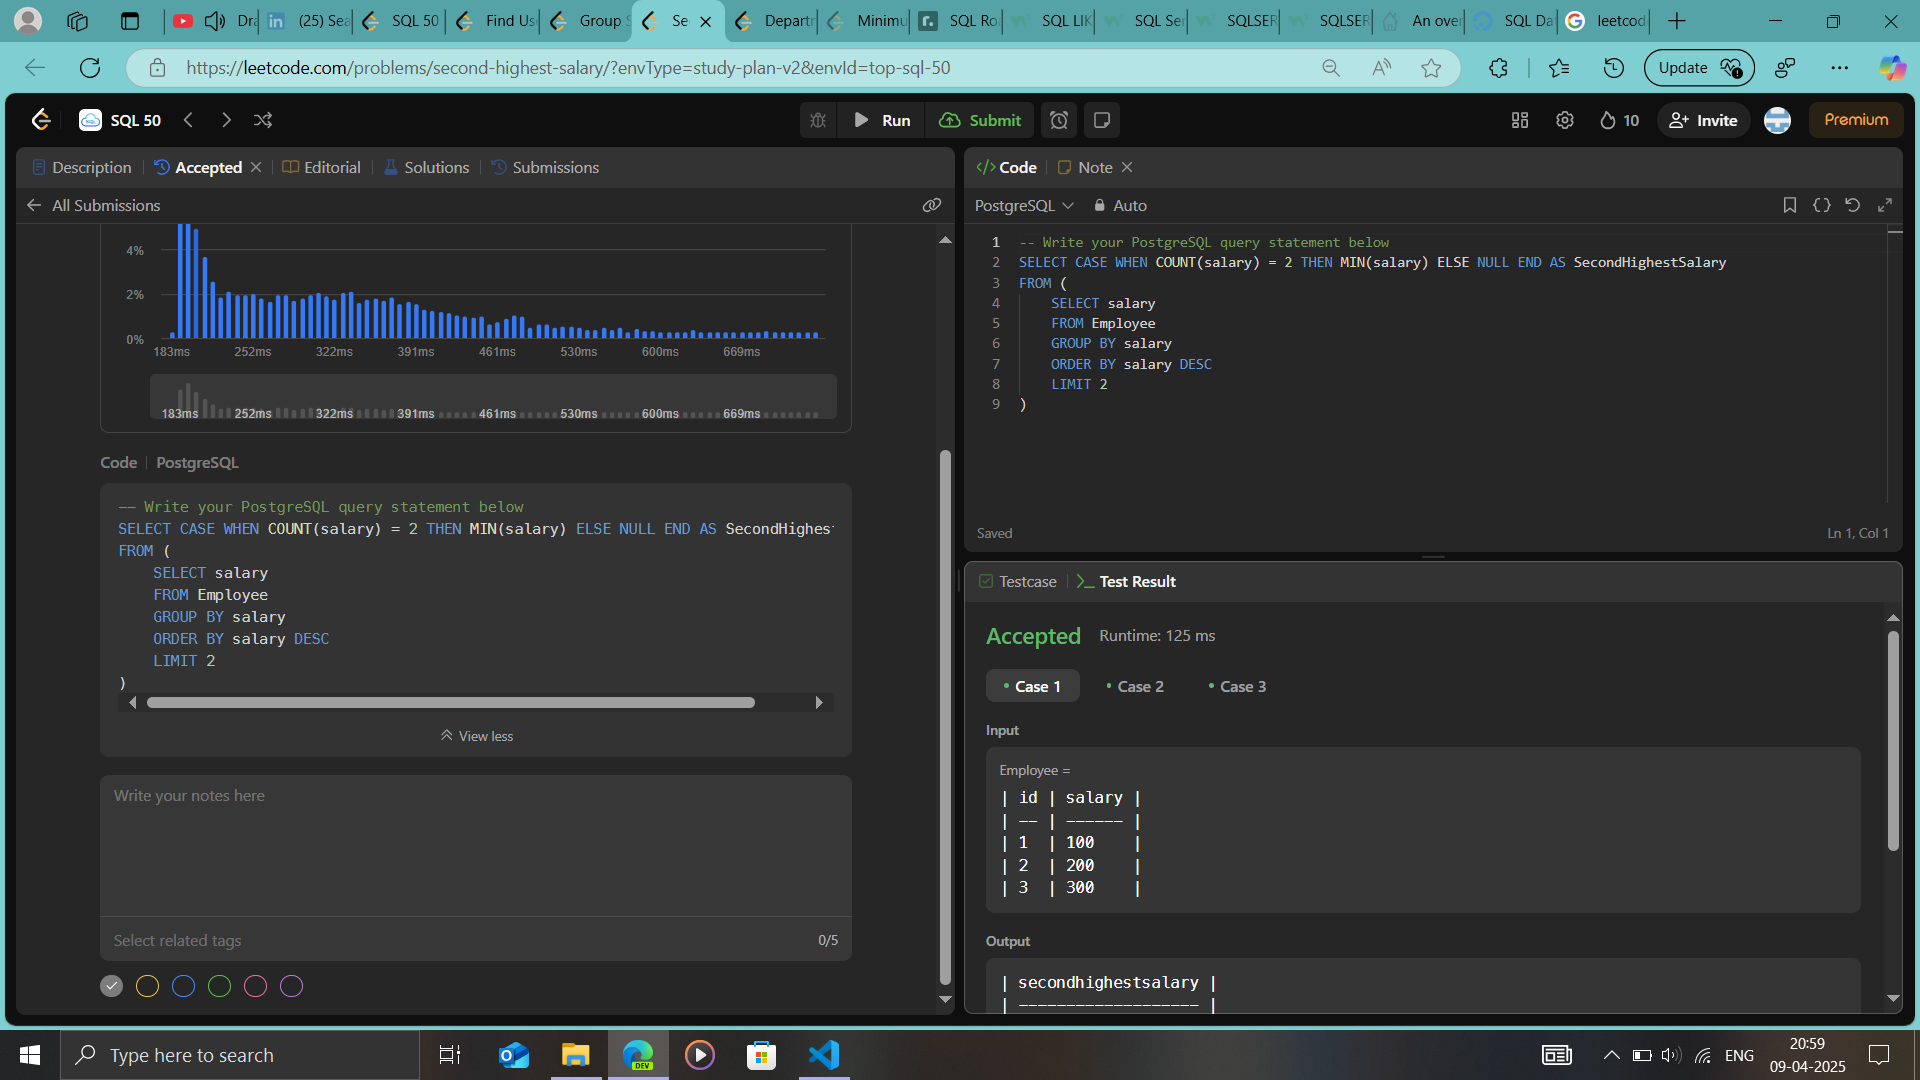 Dra
(25) Sea
SQL 50
Find Us
Group S
Se
Departm
Minimu
SQL Ro
SQL LIK
SQL Ser
SQLSER
SQLSER
An over
SQL Da
leetcod
https://leetcode.com/problems/second-highest-salary/?envType=study-plan-v2&envId=top-sql-50
Update
SQL 50
Run
Submit
10
Invite
Premium
Description
Accepted
Editorial
Solutions
Submissions
All Submissions
4%
2%
0%
183ms 252ms 322ms 391ms 461ms 530ms 600ms 669ms
183ms 252ms 322ms 391ms 461ms 530ms 600ms 669ms
Code PostgreSQL
-- Write your PostgreSQL query statement below
SELECT CASE WHEN COUNT(salary) = 2 THEN MIN(salary) ELSE NULL END AS SecondHighest
FROM (
SELECT salary
FROM Employee
GROUP BY salary
ORDER BY salary DESC
LIMIT 2
)
View less
Write your notes here
Select related tags
0/5
Code
Note
PostgreSQL
Auto
1 -- Write your PostgreSQL query statement below
2 SELECT CASE WHEN COUNT(salary) = 2 THEN MIN(salary) ELSE NULL END AS SecondHighestSalary
3 FROM (
4 SELECT salary
5 FROM Employee
6 GROUP BY salary
7 ORDER BY salary DESC
8 LIMIT 2
9 )
Saved
Ln 1, Col 1
Testcase
>_ Test Result
Accepted Runtime: 125 ms
Case 1
Case 2
Case 3
Input
Employee =
| id | salary |
| -- | ------ |
| 1 | 100 |
| 2 | 200 |
| 3 | 300 |
Output
| secondhighestsalary |
| ------------------- |
Type here to search
DEV
ENG
20:59
09-04-2025